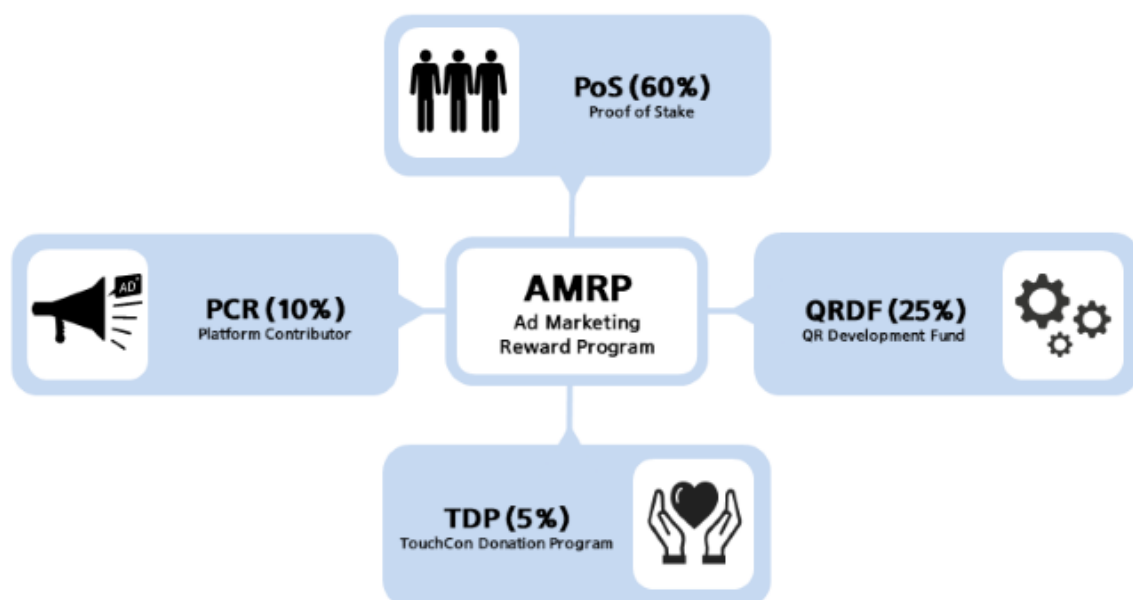 PoS (60%)
Proof of Stake
AD
PCR (10%)
Platform Contributor
AMRP
Ad Marketing
Reward Program
QRDF (25%)
QR Development Fund
TDP (5%)
TouchCon Donation Program